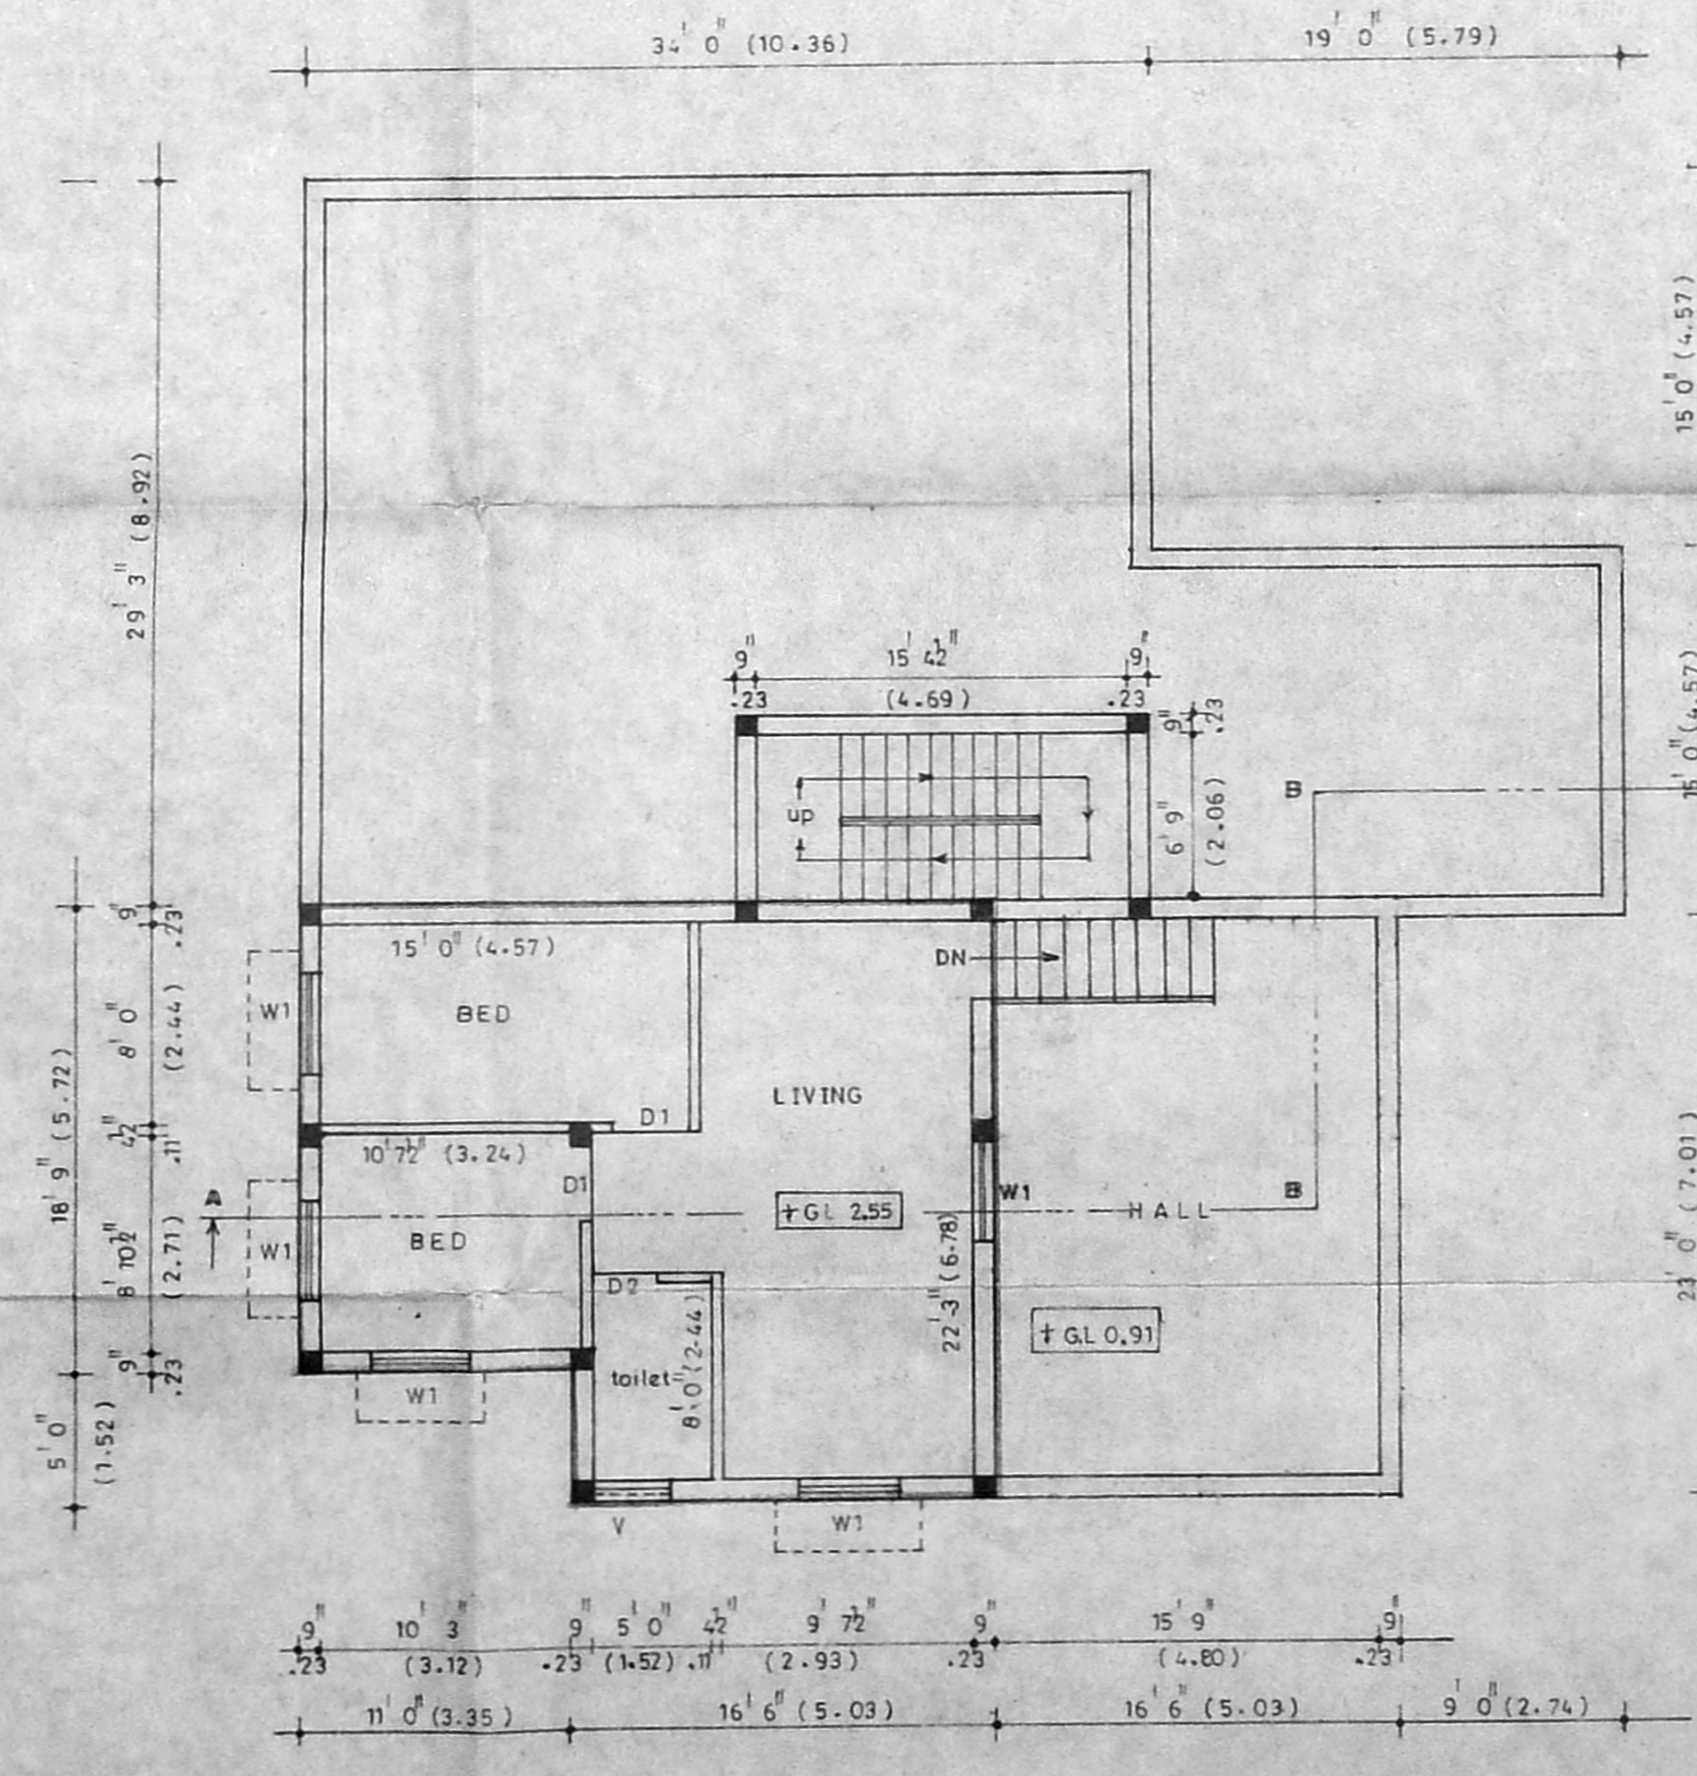 34' 0" (10.36)
19' 0" (5.79)
15' 0" (4.57)
29' 3" (8.92)
9" 15' 4½" 9"
.23 (4.69) .23
9" .23
6' 9" (2.06)
up
B
15' 0" (4.57)
9" .23
15' 0" (4.57)
DN
W1
BED
8' 0" (2.44)
LIVING
D1
4½" .11
10' 7½" (3.24)
18' 9" (5.72)
D1
A
+GL 2.55
W1
HALL
B
23' 0" (7.01)
W1
BED
8' 10½" (2.71)
D2
22'-3" (6.78)
+ G.L 0.91
toilet
8'.0" (2.44)
9" .23
W1
5' 0" (1.52)
V
W1
9" 10' 3" 9" 5' 0" 4½" 9' 7½" 9" 15' 9" 9"
.23 (3.12) .23 (1.52) .11 (2.93) .23 (4.80) .23
11' 0" (3.35) 16' 6" (5.03) 16' 6" (5.03) 9' 0" (2.74)